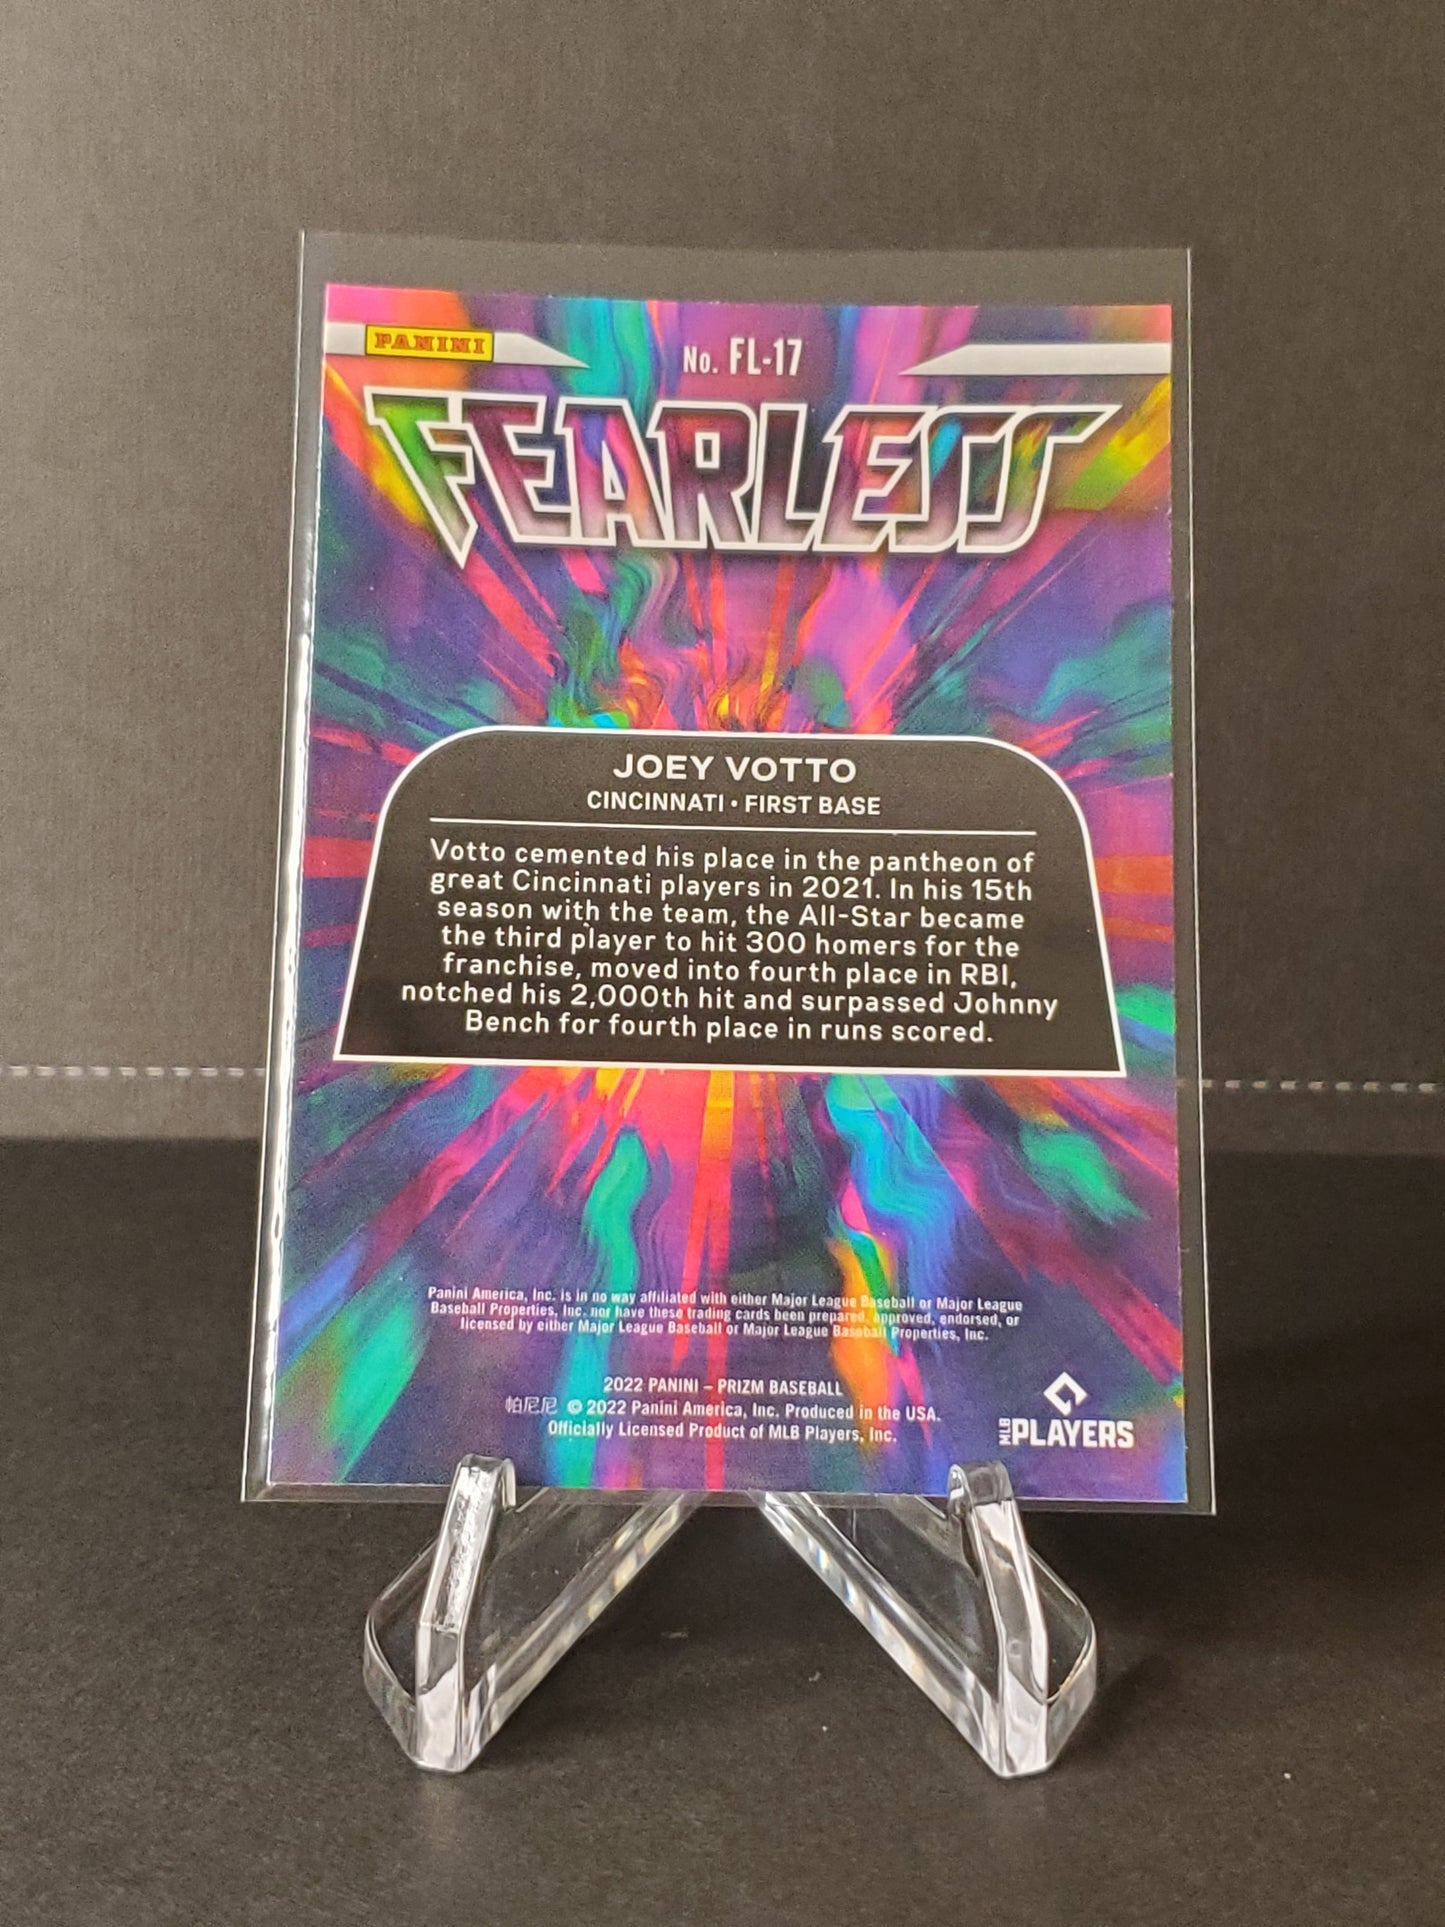 PANINI
No. FL-17
FEARLESS
JOEY VOTTO
CINCINNATI • FIRST BASE
Votto cemented his place in the pantheon of
great Cincinnati players in 2021. In his 15th
season with the team, the All-Star became
the third player to hit 300 homers for the
franchise, moved into fourth place in RBI,
notched his 2,000th hit and surpassed Johnny
Bench for fourth place in runs scored.
Panini America, Inc. is in no way affiliated with either Major League Baseball or Major League
Baseball Properties, Inc. nor have these trading cards been prepared, approved, endorsed, or
licensed by either Major League Baseball or Major League Baseball Properties, Inc.
2022 PANINI – PRIZM BASEBALL
帕尼尼 © 2022 Panini America, Inc. Produced in the USA.
Officially Licensed Product of MLB Players, Inc.
MLB PLAYERS